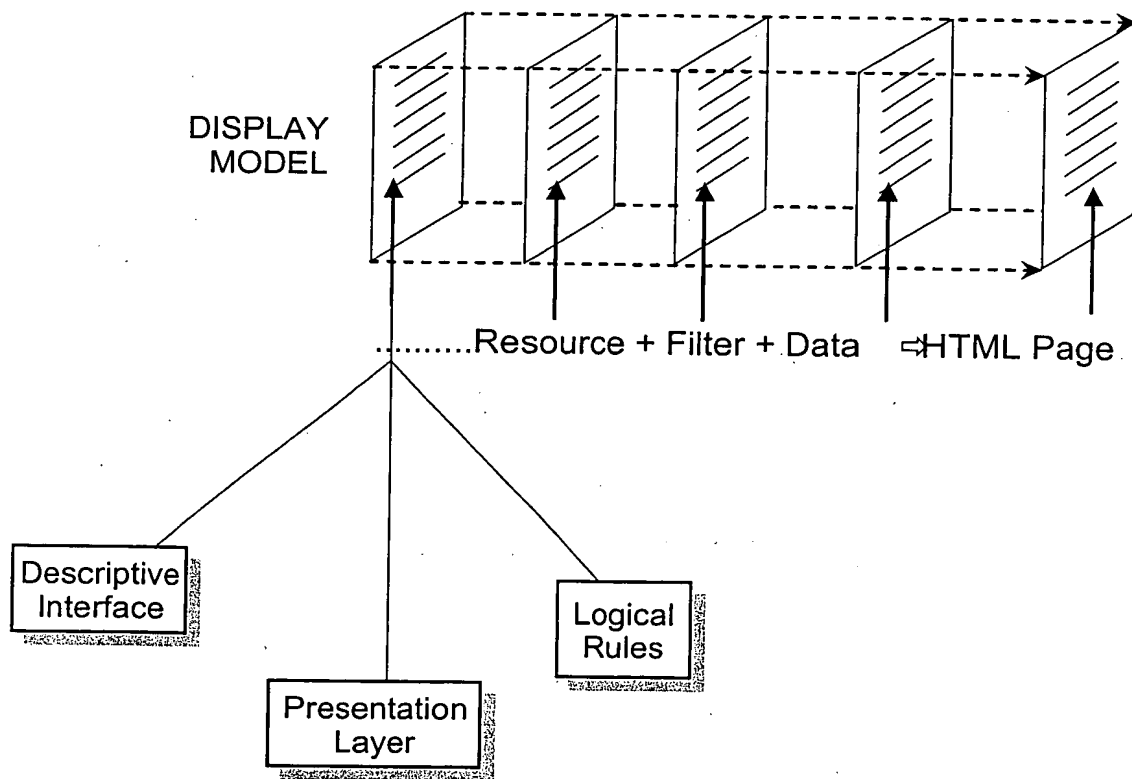 DISPLAY
MODEL
..........Resource + Filter + Data ⇨HTML Page
Descriptive
Interface
Logical
Rules
Presentation
Layer